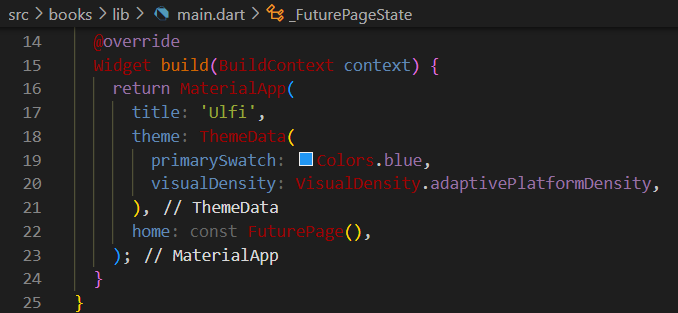 src > books > lib > main.dart > _FuturePageState
14 @override
15 Widget build(BuildContext context) {
16 return MaterialApp(
17 title: 'Ulfi',
18 theme: ThemeData(
19 primarySwatch: Colors.blue,
20 visualDensity: VisualDensity.adaptivePlatformDensity,
21 ), // ThemeData
22 home: const FuturePage(),
23 ); // MaterialApp
24 }
25 }